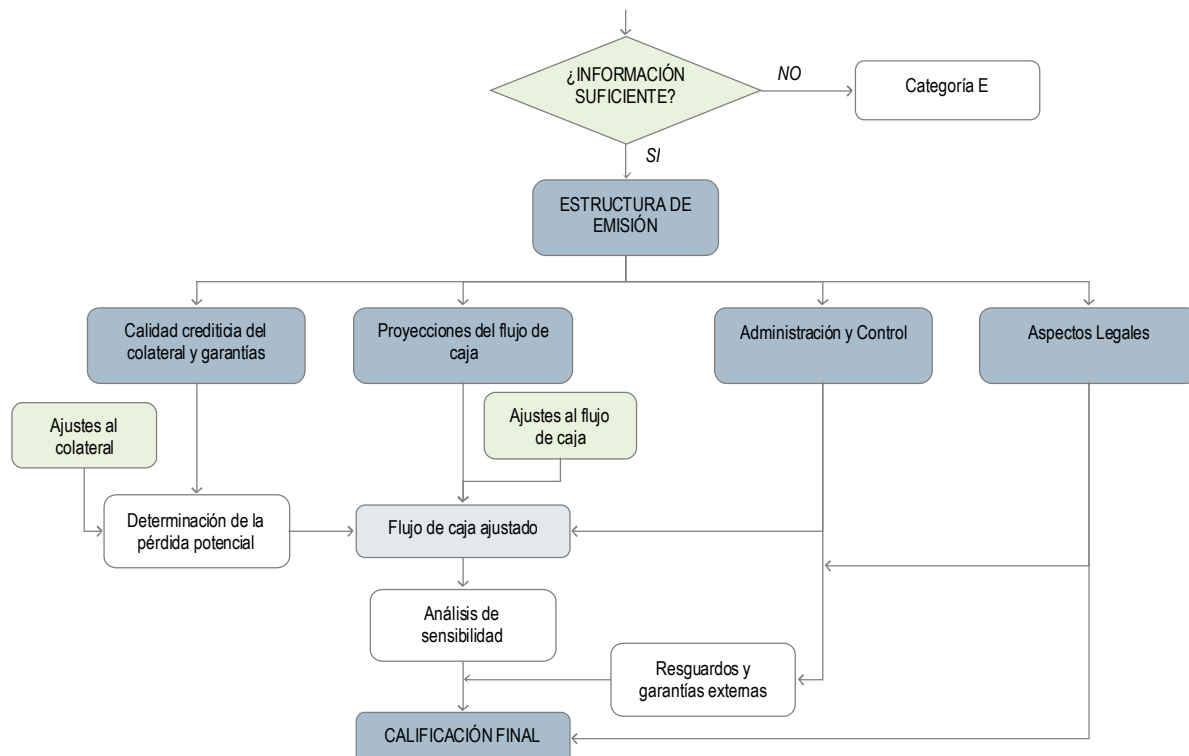 ¿INFORMACIÓN
SUFICIENTE?
NO
Categoría E
SI
ESTRUCTURA DE
EMISIÓN
Calidad crediticia del
colateral y garantías
Proyecciones del flujo de
caja
Administración y Control
Aspectos Legales
Ajustes al
colateral
Ajustes al flujo
de caja
Determinación de la
pérdida potencial
Flujo de caja ajustado
Análisis de
sensibilidad
Resguardos y
garantías externas
CALIFICACIÓN FINAL